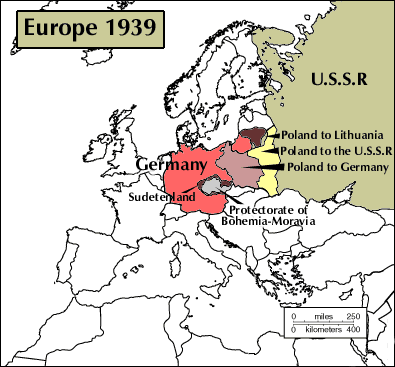 Europe 1939
U.S.S.R
Poland to Lithuania
Poland to the U.S.S.R
Germany
Poland to Germany
Sudetenland
Protectorate of
Bohemia-Moravia
0 miles 250
0 kilometers 400